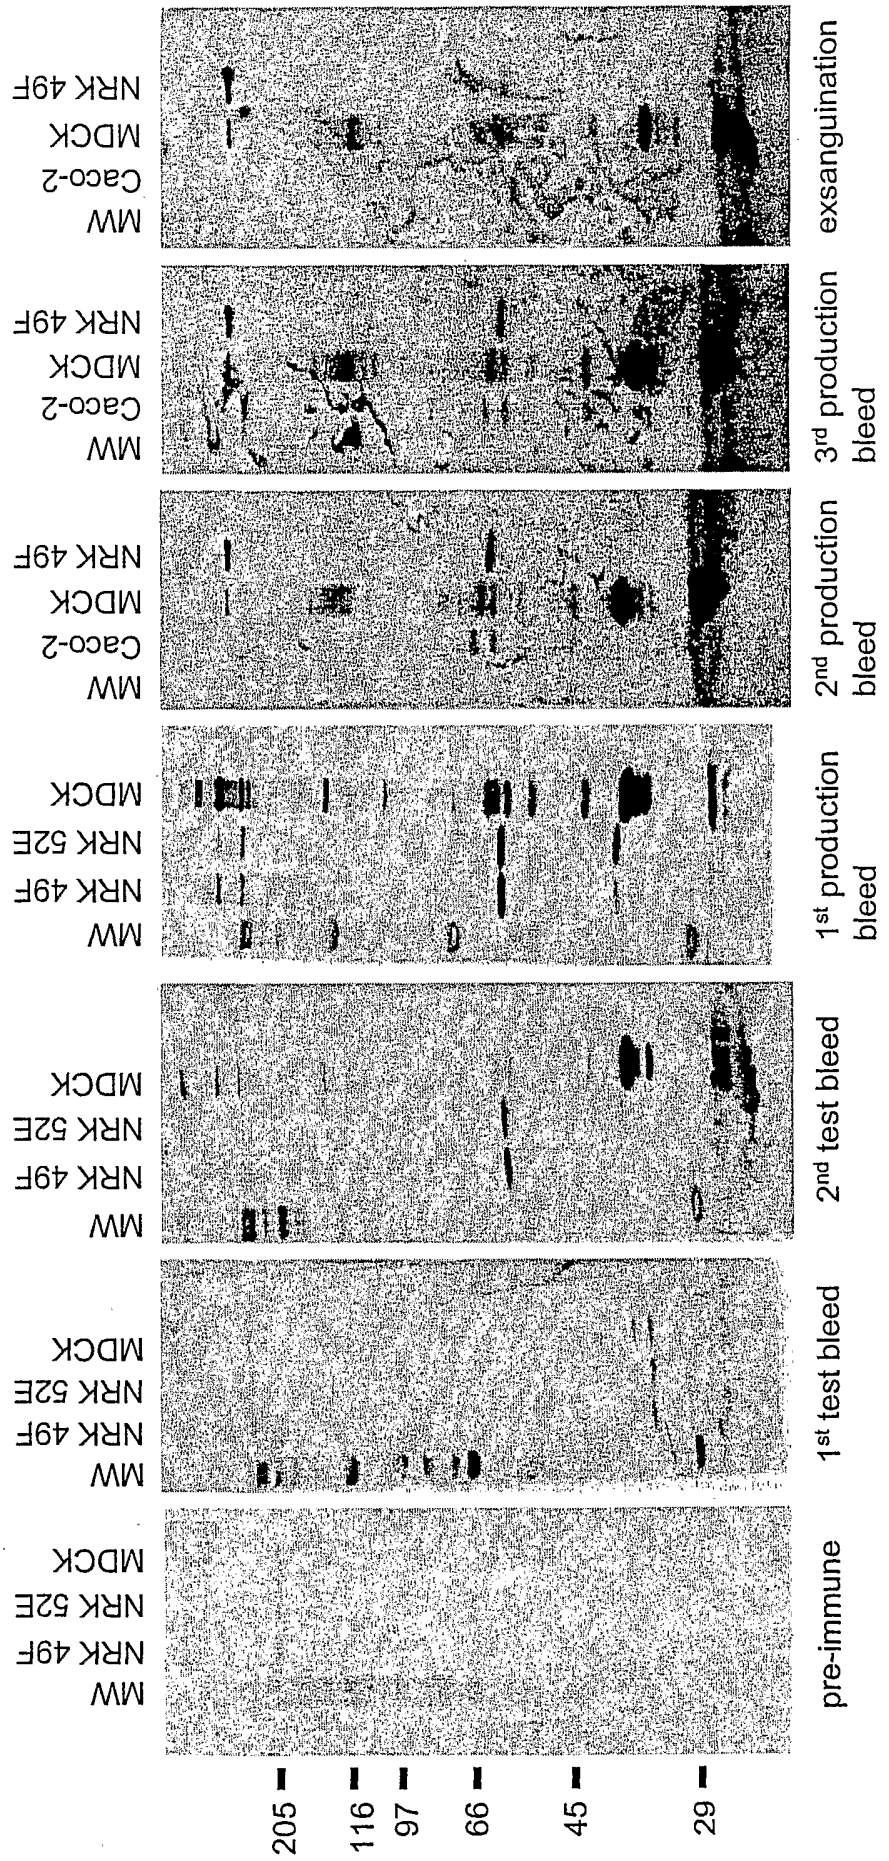 MW
NRK 49F
NRK 52E
MDCK
MW
NRK 49F
NRK 52E
MDCK
MW
NRK 49F
NRK 52E
MDCK
MW
NRK 49F
NRK 52E
MDCK
MW
Caco-2
MDCK
NRK 49F
MW
Caco-2
MDCK
NRK 49F
MW
Caco-2
MDCK
NRK 49F
205
116
97
66
45
29
pre-immune
1st test bleed
2nd test bleed
1st production
bleed
2nd production
bleed
3rd production
bleed
exsanguination